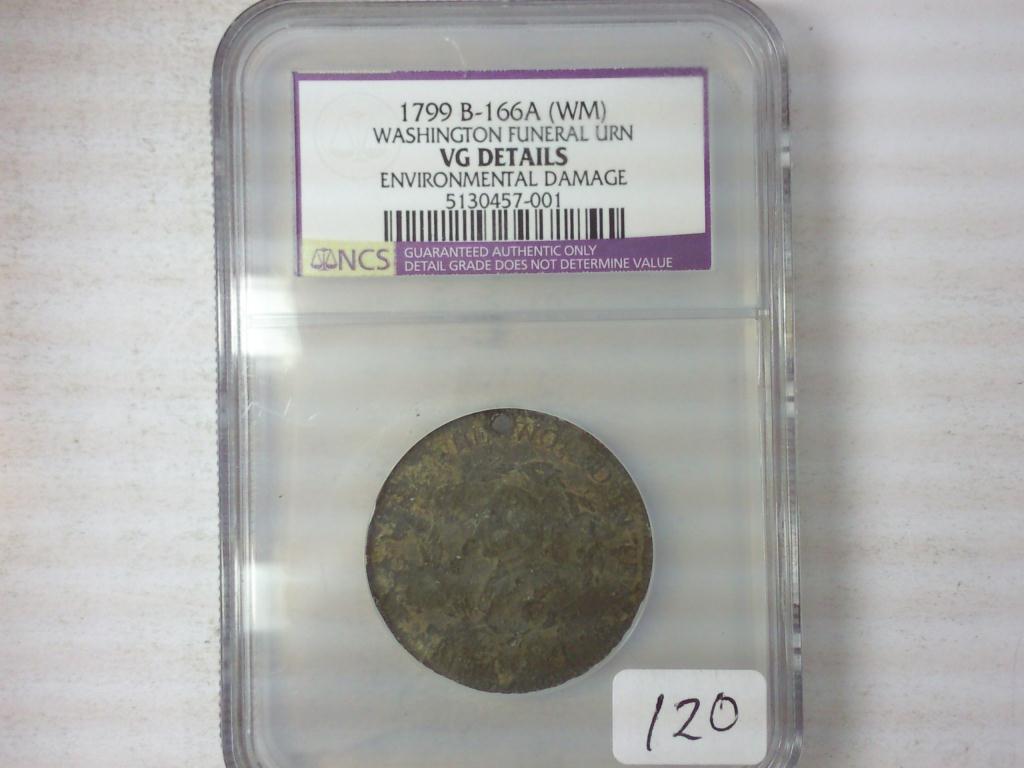 1799 B-166A (WM)
WASHINGTON FUNERAL URN
VG DETAILS
ENVIRONMENTAL DAMAGE
5130457-001
NCS
GUARANTEED AUTHENTIC ONLY
DETAIL GRADE DOES NOT DETERMINE VALUE
120